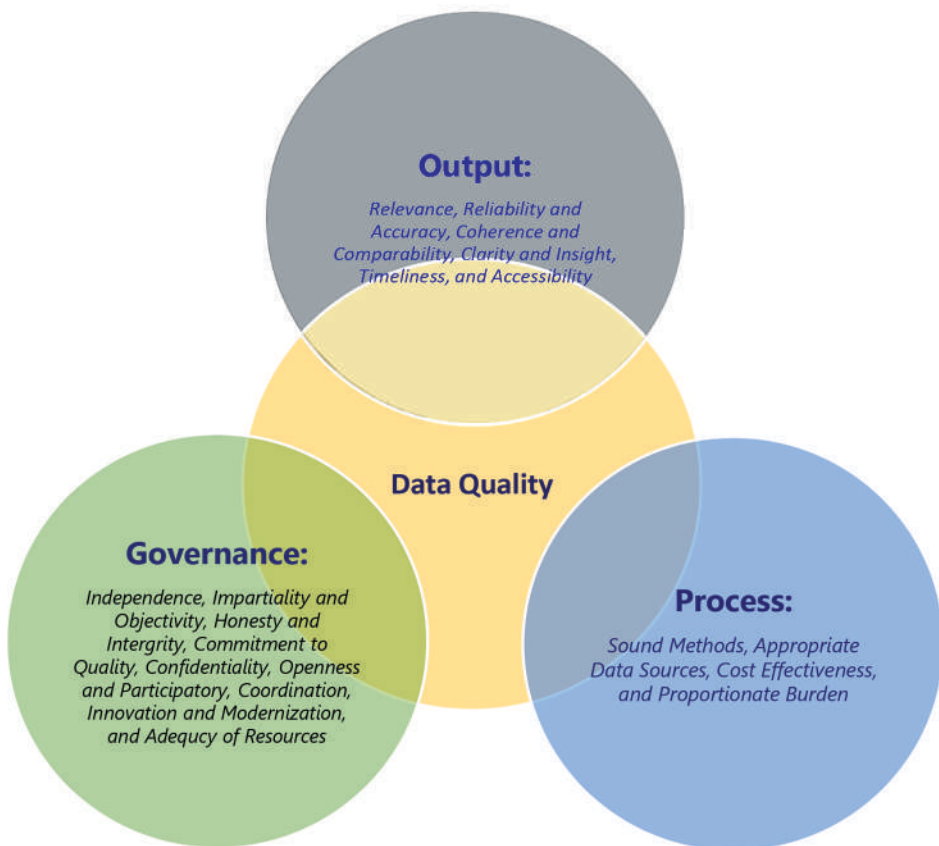 Output:
Relevance, Reliability and
Accuracy, Coherence and
Comparability, Clarity and Insight,
Timeliness, and Accessibility
Data Quality
Governance:
Independence, Impartiality and
Objectivity, Honesty and
Intergrity, Commitment to
Quality, Confidentiality, Openness
and Participatory, Coordination,
Innovation and Modernization,
and Adequcy of Resources
Process:
Sound Methods, Appropriate
Data Sources, Cost Effectiveness,
and Proportionate Burden